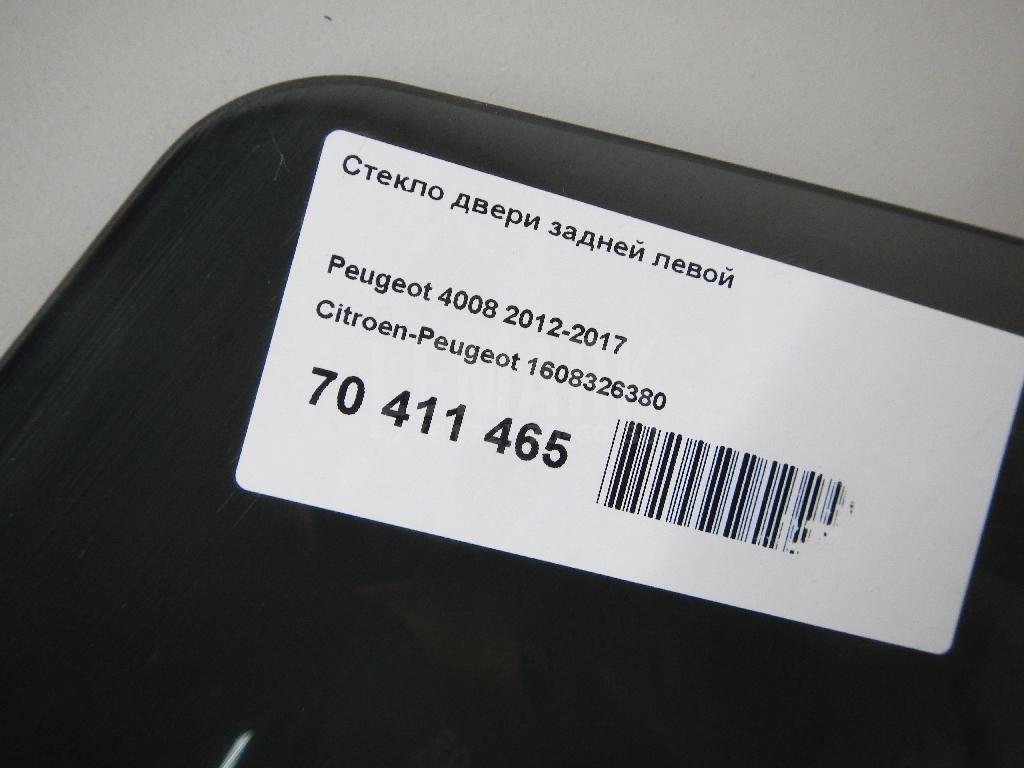 Стекло двери задней левой
Peugeot 4008 2012-2017
Citroen-Peugeot 1608326380
70 411 465